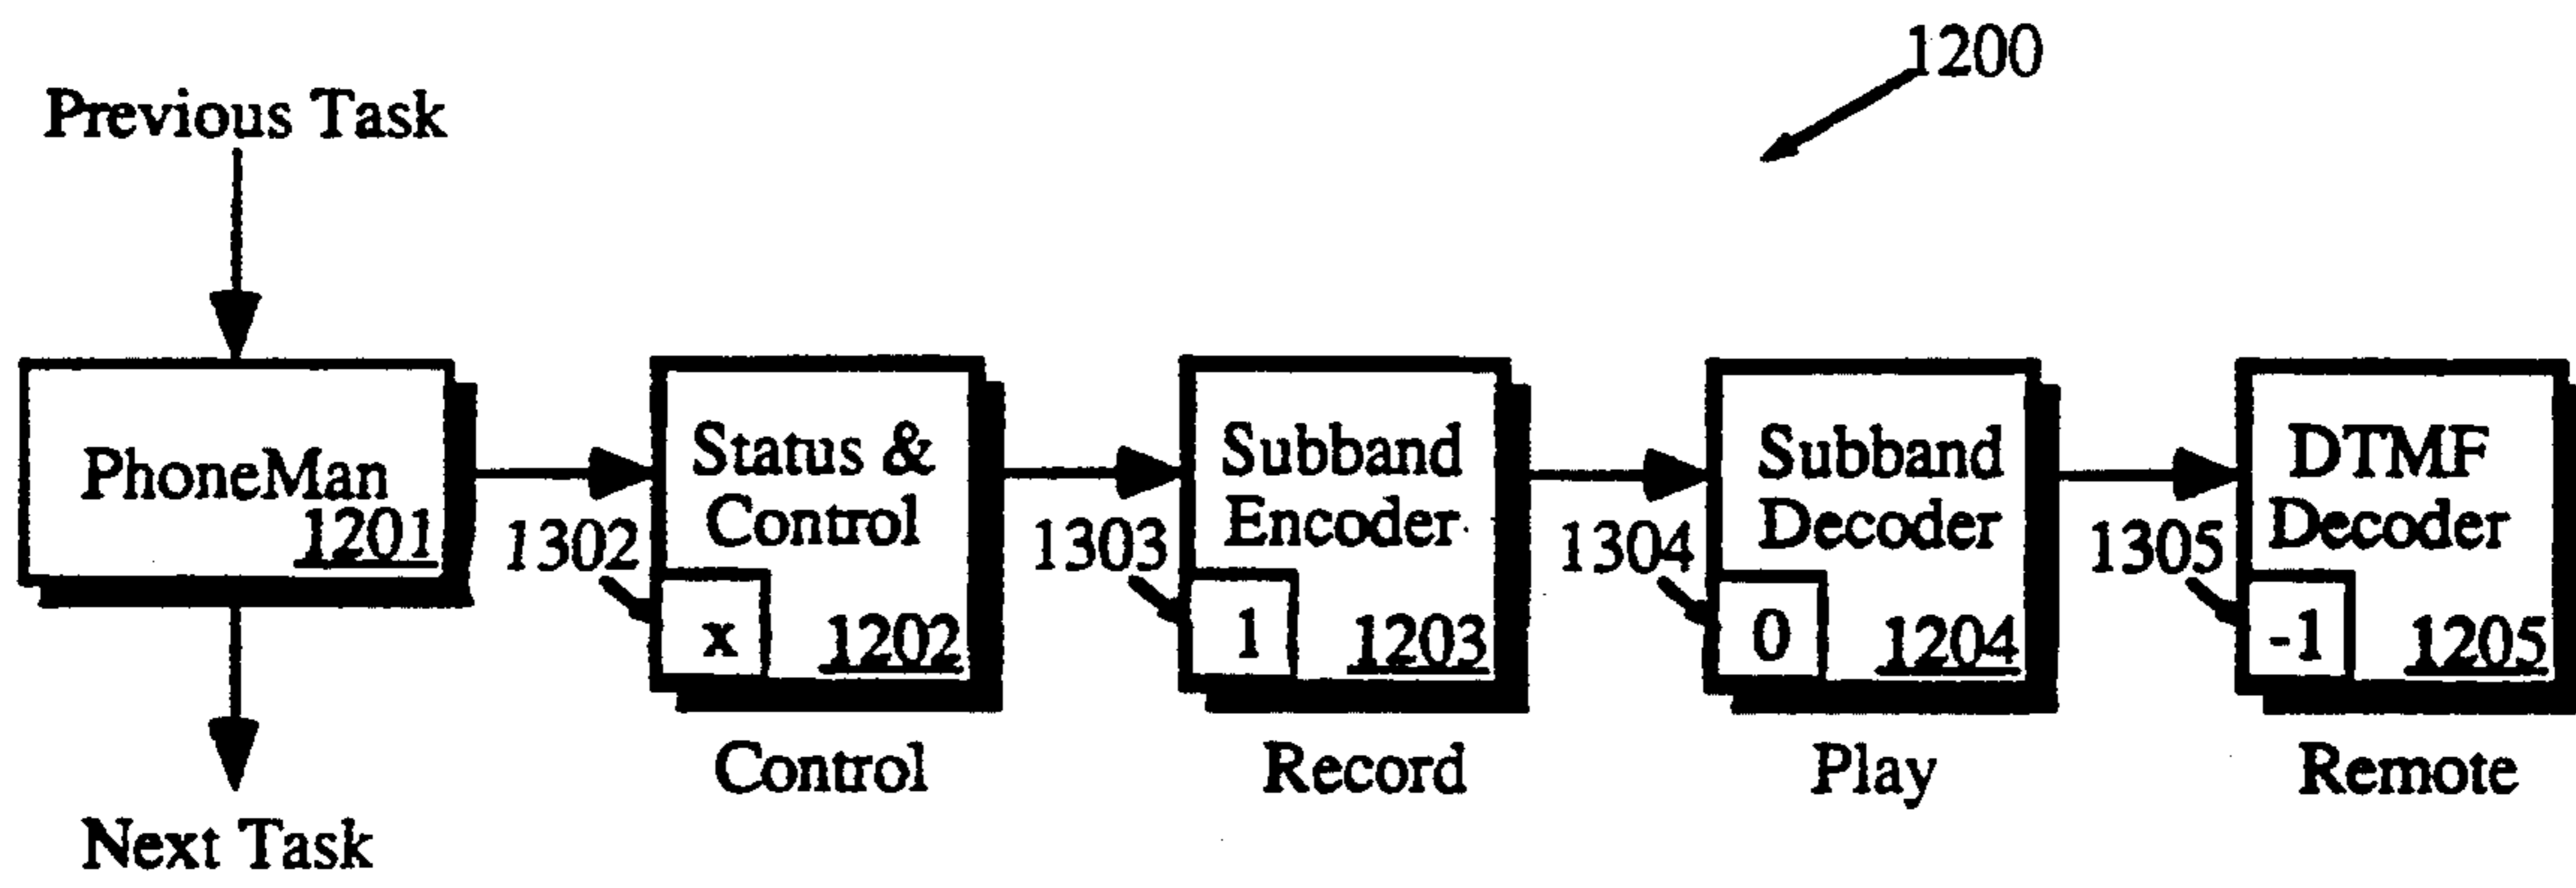 1200
Previous Task
PhoneMan
1201
Status &
Control
1302
x
1202
Control
Subband
Encoder
1303
1
1203
Record
Subband
Decoder
1304
0
1204
Play
DTMF
Decoder
1305
-1
1205
Remote
Next Task